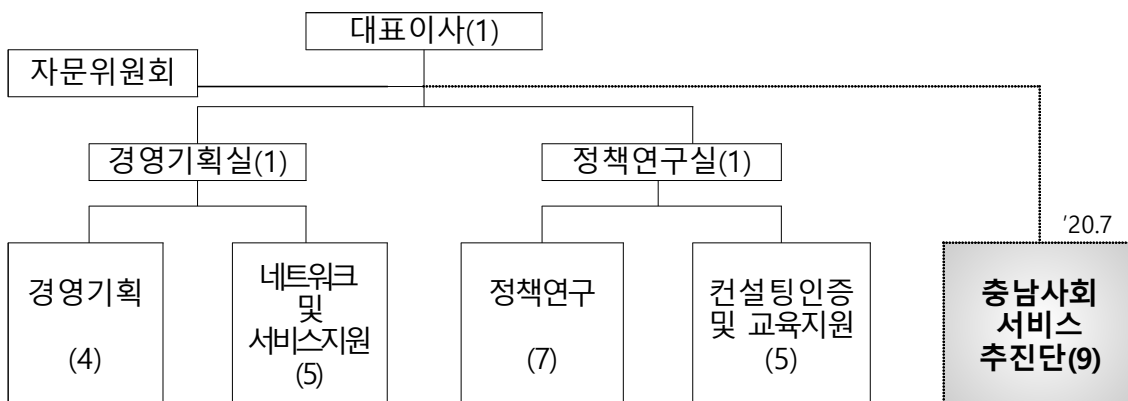 대표이사(1)
자문위원회
경영기획실(1)
정책연구실(1)
'20.7
경영기획
(4)
네트워크
및
서비스지원
(5)
정책연구
(7)
컨설팅인증
및 교육지원
(5)
충남사회
서비스
추진단(9)